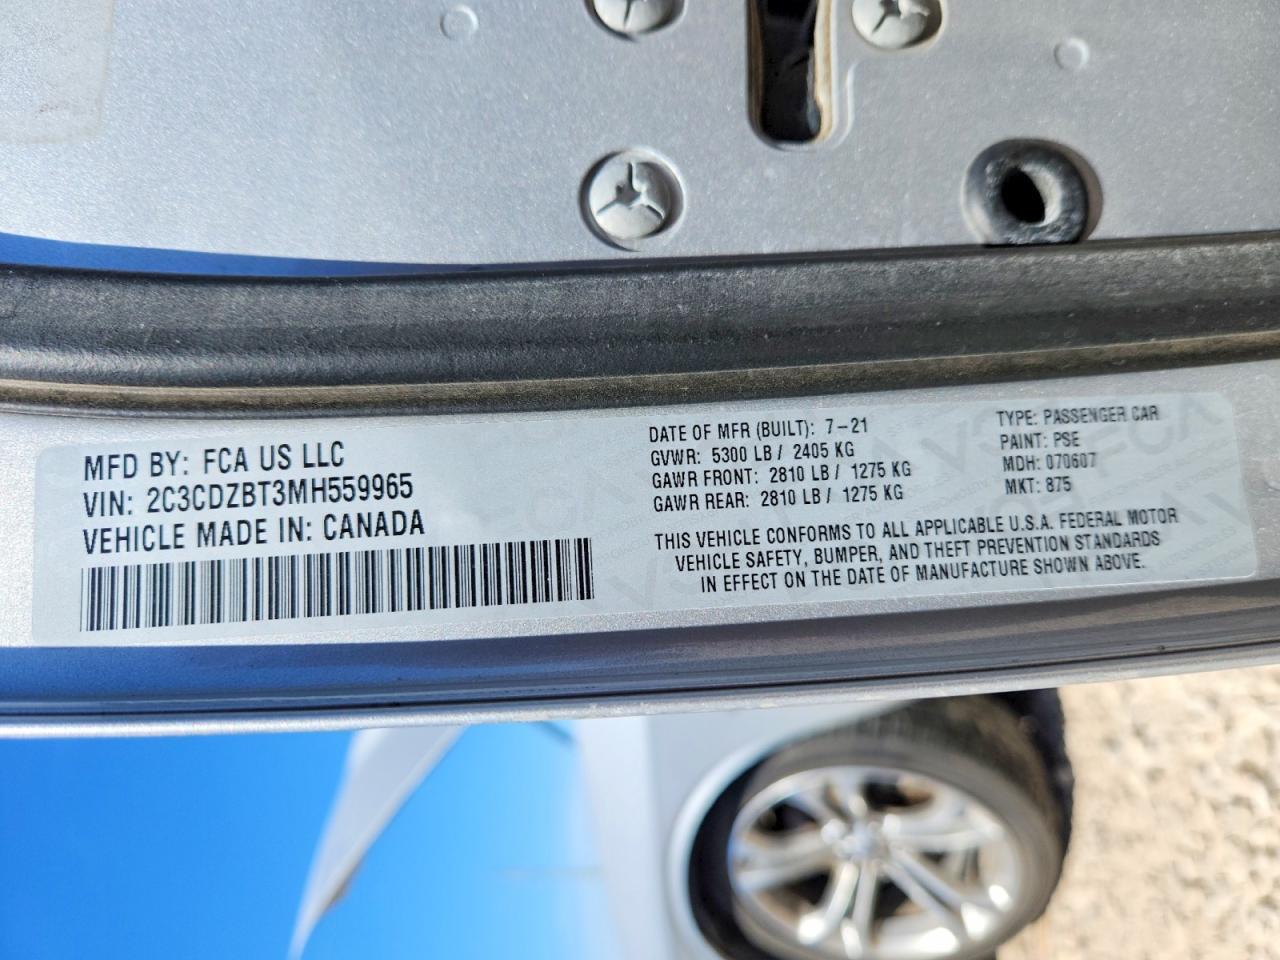 MFD BY: FCA US LLC
VIN: 2C3CDZBT3MH559965
VEHICLE MADE IN: CANADA
DATE OF MFR (BUILT): 7-21
GVWR: 5300 LB / 2405 KG
GAWR FRONT: 2810 LB / 1275 KG
GAWR REAR: 2810 LB / 1275 KG
TYPE: PASSENGER CAR
PAINT: PSE
MDH: 070607
MKT: 875
THIS VEHICLE CONFORMS TO ALL APPLICABLE U.S.A. FEDERAL MOTOR
VEHICLE SAFETY, BUMPER, AND THEFT PREVENTION STANDARDS
IN EFFECT ON THE DATE OF MANUFACTURE SHOWN ABOVE.